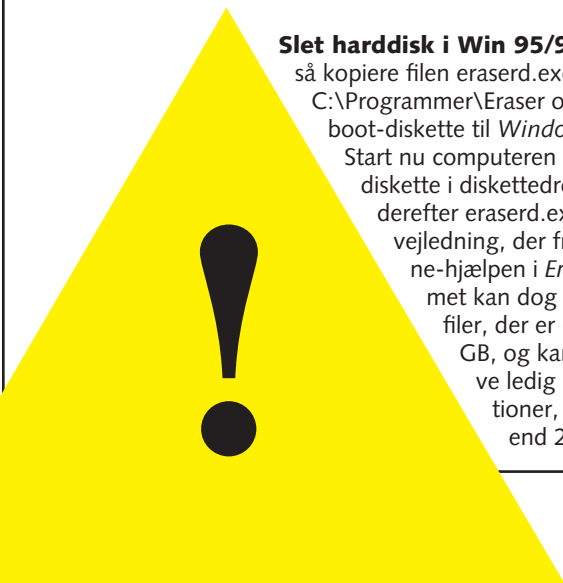 Slet harddisk i Win 95/9
så kopiere filen eraserd.exe
C:\Programmer\Eraser o
boot-diskette til Windo
Start nu computeren
diskette i diskettedre
derefter eraserd.ex
vejledning, der fr
ne-hjælpen i Er
met kan dog
filer, der er
GB, og kan
ve ledig
tioner,
end 2
!